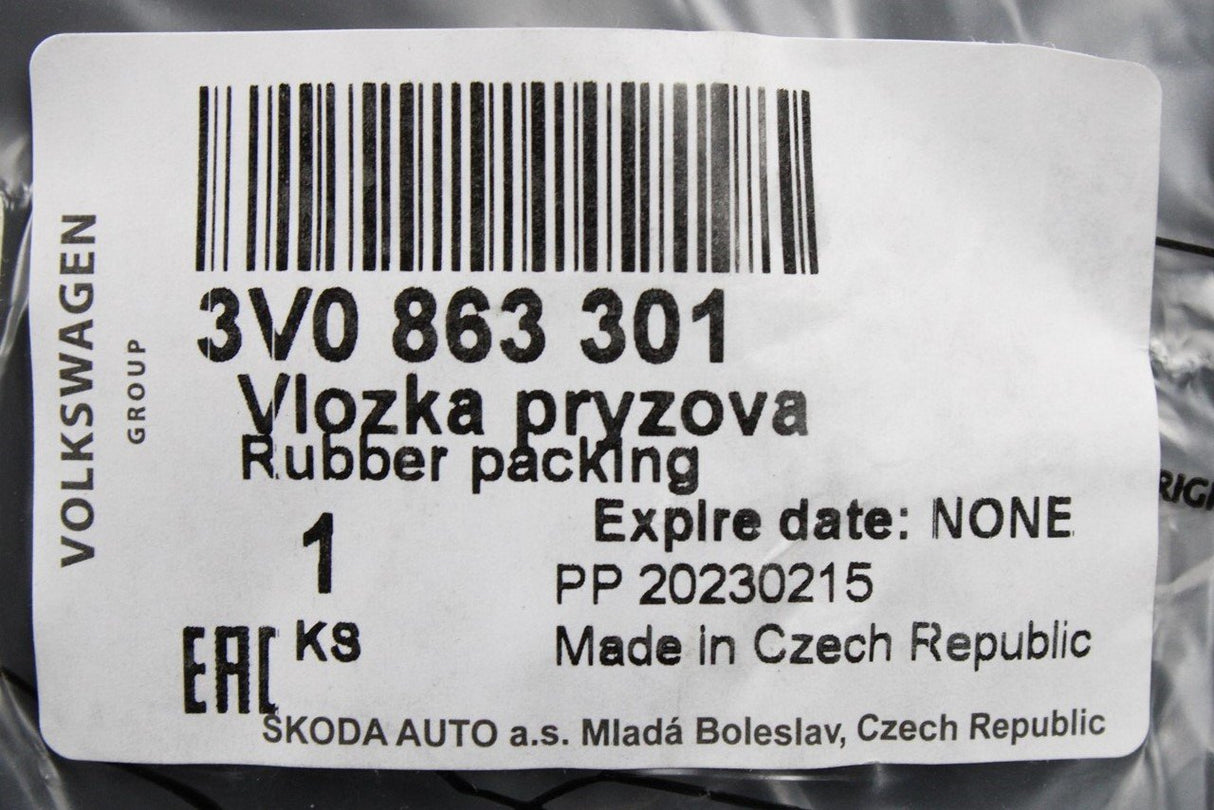 VOLKSWAGEN
GROUP
3V0 863 301
Vlozka pryzova
Rubber packing
1
Expire date: NONE
PP 20230215
KS
Made in Czech Republic
EAC
ŠKODA AUTO a.s. Mladá Boleslav, Czech Republic